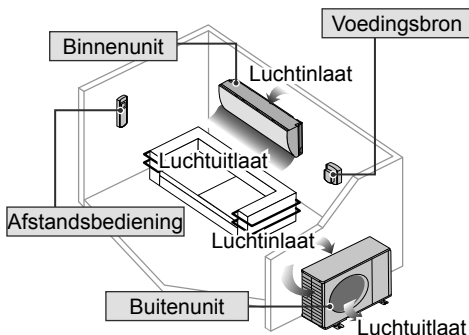 Voedingsbron
Binnenunit
Luchtinlaat
Luchtuitlaat
Afstandsbediening
Luchtinlaat
Buitenunit
Luchtuitlaat